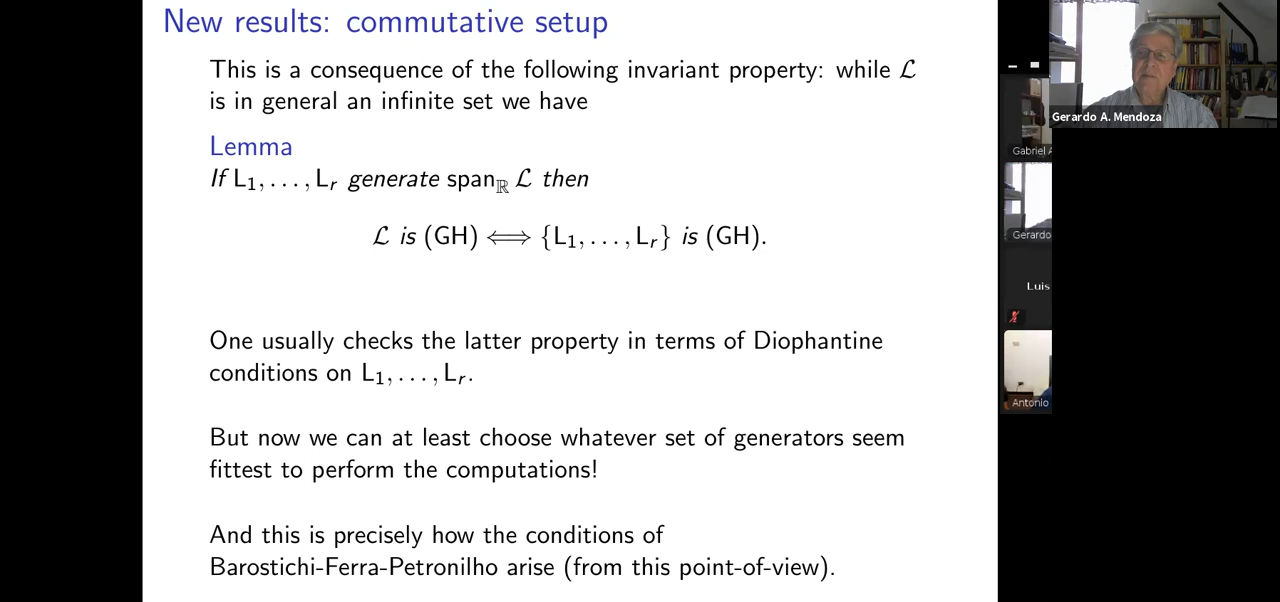 New results: commutative setup
This is a consequence of the following invariant property: while ℒ
is in general an infinite set we have
Lemma
If L₁, . . . , Lᵣ generate span_ℝ ℒ then
ℒ is (GH) ⟺ {L₁, . . . , Lᵣ} is (GH).
One usually checks the latter property in terms of Diophantine
conditions on L₁, . . . , Lᵣ.
But now we can at least choose whatever set of generators seem
fittest to perform the computations!
And this is precisely how the conditions of
Barostichi-Ferra-Petronilho arise (from this point-of-view).
Gerardo A. Mendoza
Gabriel A
Gerardo
Luis
Antonio